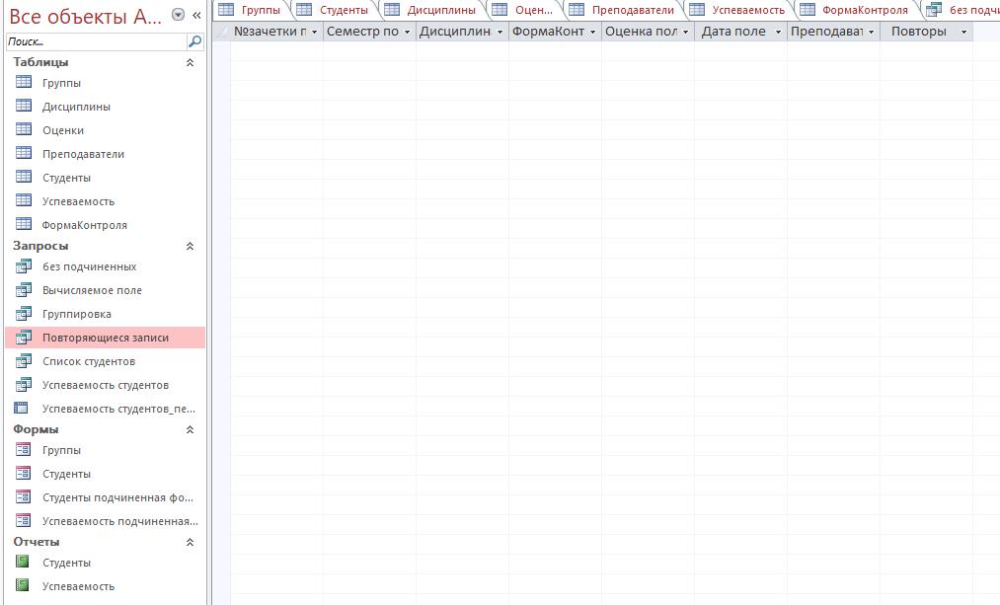 Все объекты A...
Поиск...
Таблицы
Группы
Дисциплины
Оценки
Преподаватели
Студенты
Успеваемость
ФормаКонтроля
Запросы
без подчиненных
Вычисляемое поле
Группировка
Повторяющиеся записи
Список студентов
Успеваемость студентов
Успеваемость студентов_пе...
Формы
Группы
Студенты
Студенты подчиненная фо...
Успеваемость подчиненная...
Отчеты
Студенты
Успеваемость
Группы Студенты Дисциплины Оцен... Преподаватели Успеваемость ФормаКонтроля без подчи
№зачетки п Семестр по Дисциплин ФормаКонт Оценка пол Дата поле Преподават Повторы